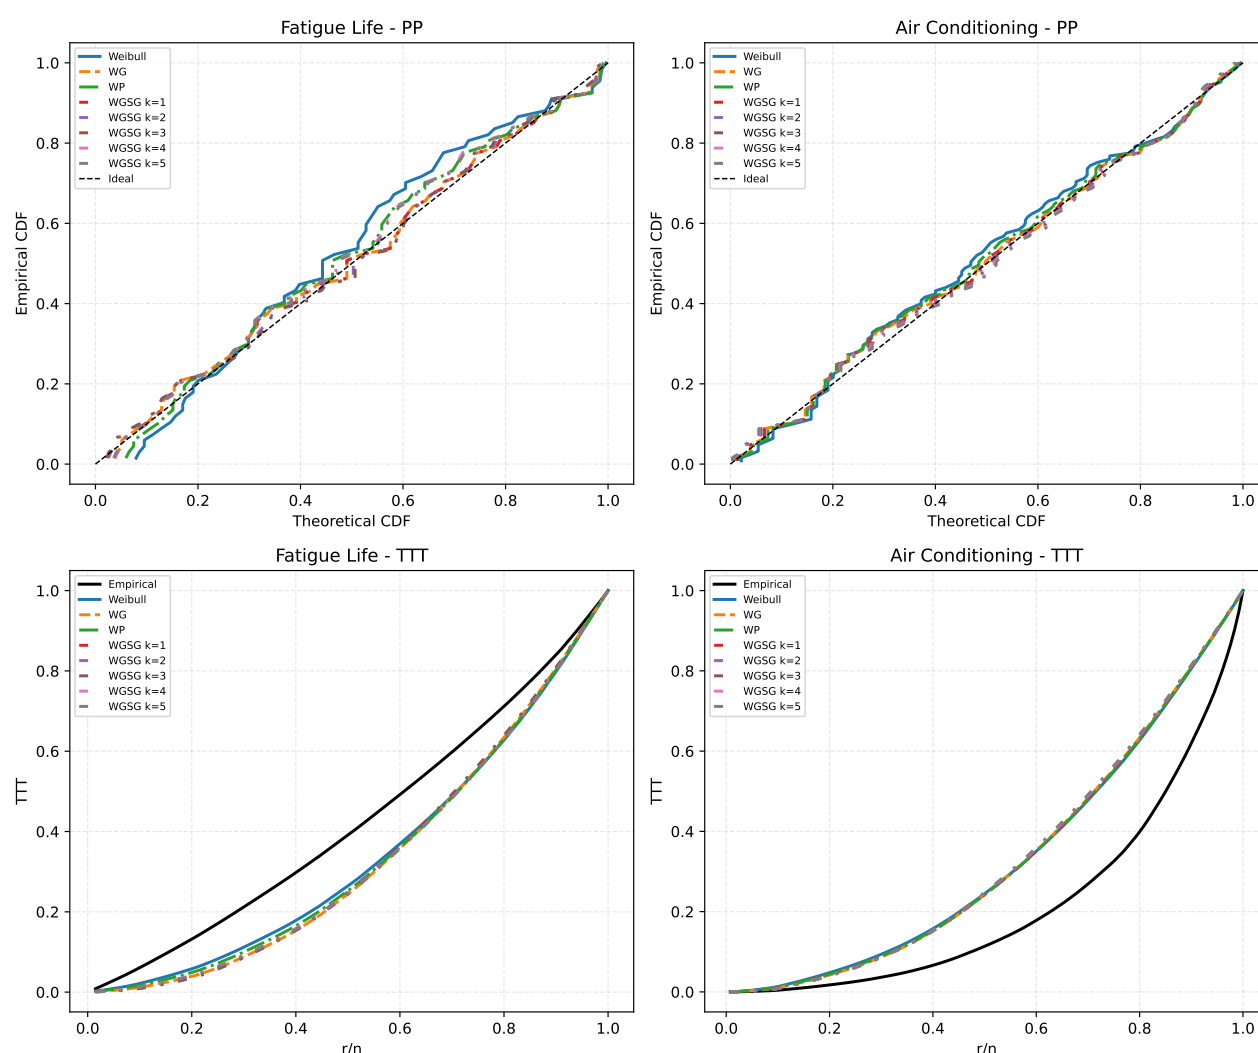 Fatigue Life - PP
Empirical CDF
1.0
0.8
0.6
0.4
0.2
0.0
Weibull
WG
WP
WGSG k=1
WGSG k=2
WGSG k=3
WGSG k=4
WGSG k=5
Ideal
0.0 0.2 0.4 0.6 0.8 1.0
Theoretical CDF
Air Conditioning - PP
Empirical CDF
1.0
0.8
0.6
0.4
0.2
0.0
Weibull
WG
WP
WGSG k=1
WGSG k=2
WGSG k=3
WGSG k=4
WGSG k=5
Ideal
0.0 0.2 0.4 0.6 0.8 1.0
Theoretical CDF
Fatigue Life - TTT
TTT
1.0
0.8
0.6
0.4
0.2
0.0
Empirical
Weibull
WG
WP
WGSG k=1
WGSG k=2
WGSG k=3
WGSG k=4
WGSG k=5
0.0 0.2 0.4 0.6 0.8 1.0
r/n
Air Conditioning - TTT
TTT
1.0
0.8
0.6
0.4
0.2
0.0
Empirical
Weibull
WG
WP
WGSG k=1
WGSG k=2
WGSG k=3
WGSG k=4
WGSG k=5
0.0 0.2 0.4 0.6 0.8 1.0
r/n